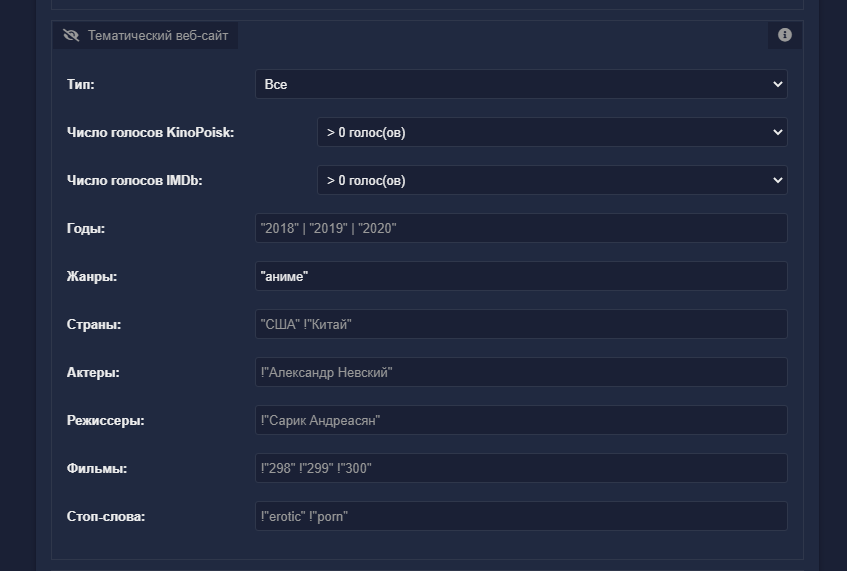 Тематический веб-сайт
Тип: Все
Число голосов KinoPoisk: > 0 голос(ов)
Число голосов IMDb: > 0 голос(ов)
Годы: "2018" | "2019" | "2020"
Жанры: "аниме"
Страны: "США" !"Китай"
Актеры: !"Александр Невский"
Режиссеры: !"Сарик Андреасян"
Фильмы: !"298" !"299" !"300"
Стоп-слова: !"erotic" !"porn"